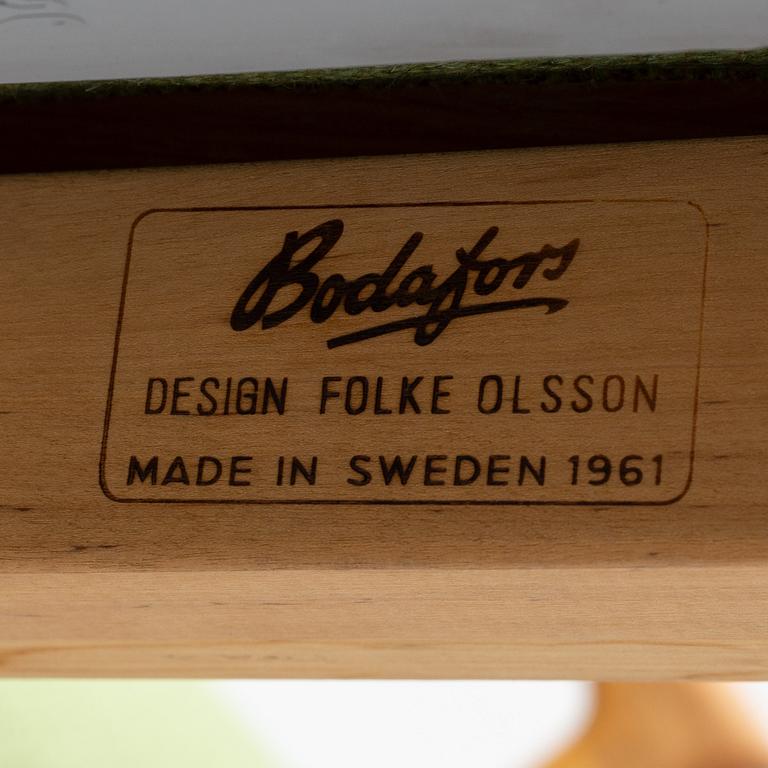 Bodafors
DESIGN FOLKE OLSSON
MADE IN SWEDEN 1961